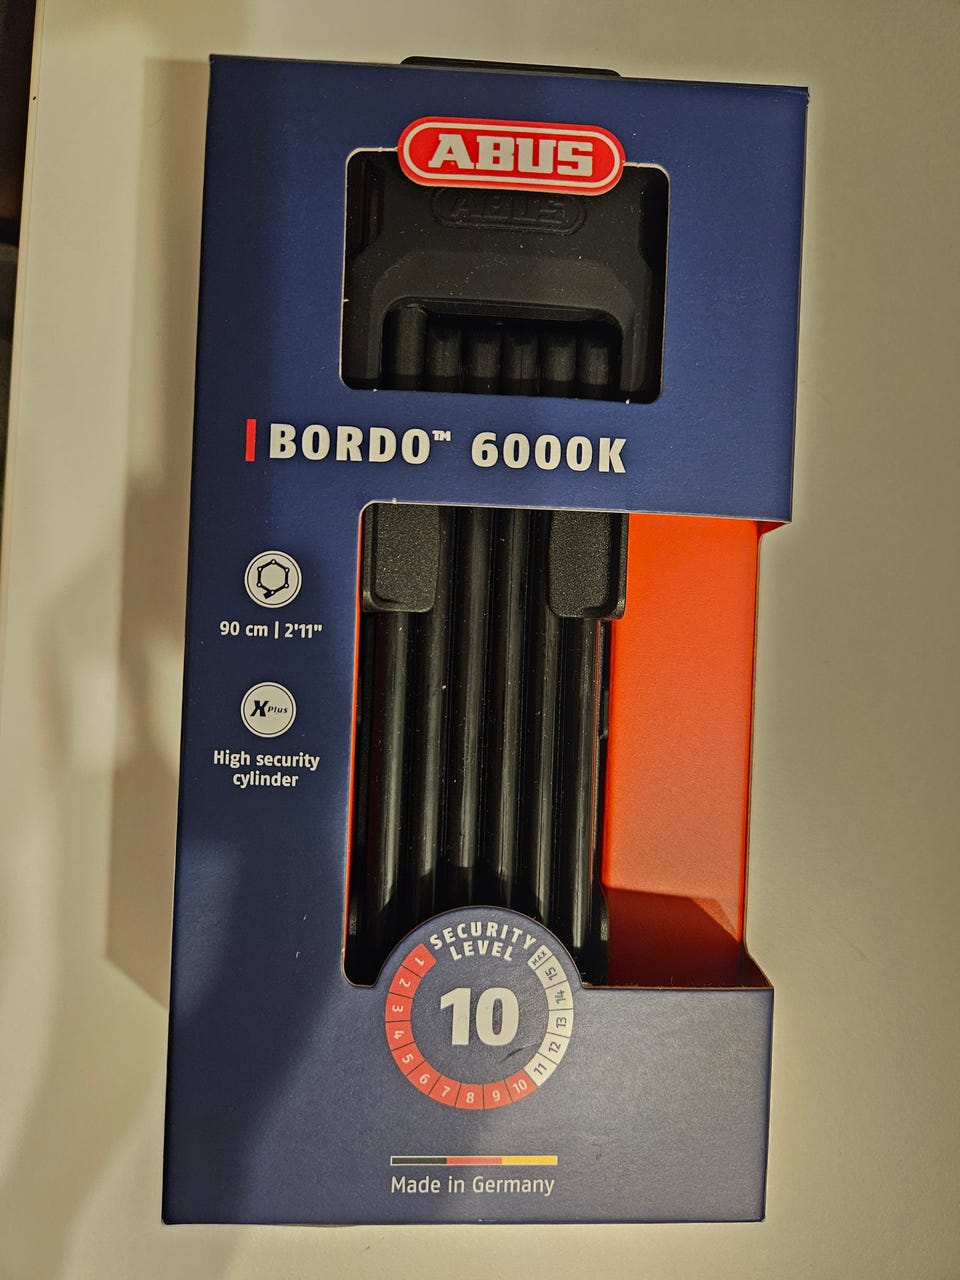 ABUS
ABUS
BORDO™ 6000K
90 cm | 2'11"
XPlus
High security
cylinder
SECURITY
LEVEL
10
1
2
3
4
5
6
7
8
9
10
11
12
13
14
15
MAX
Made in Germany